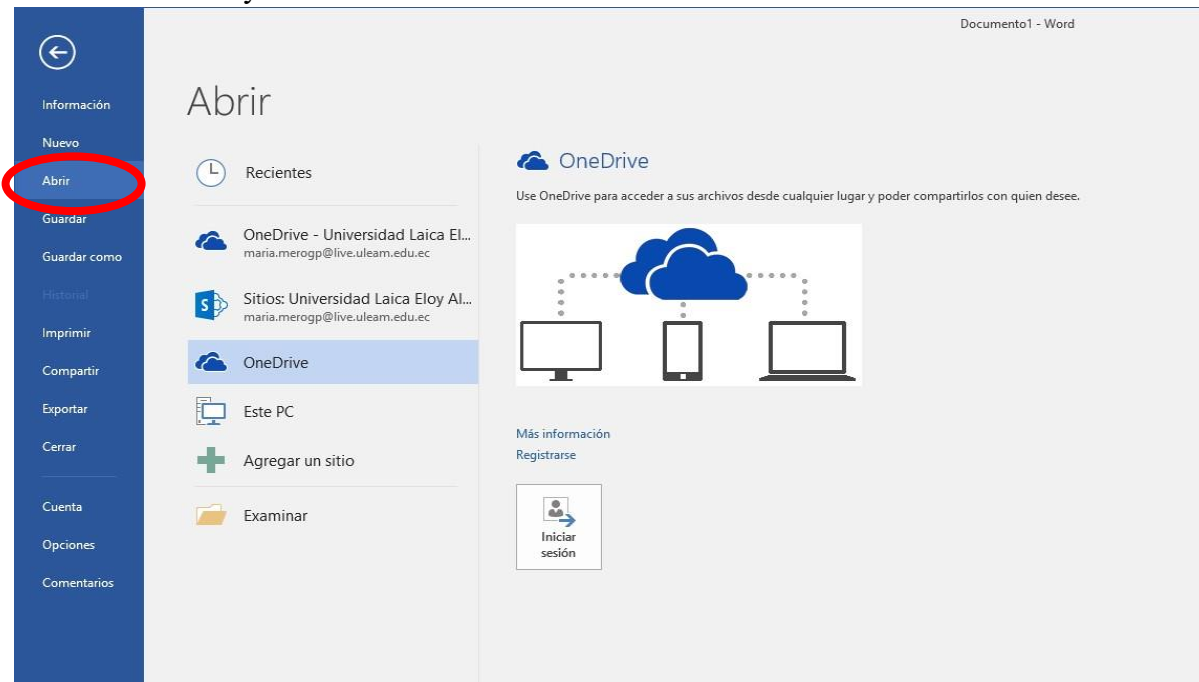 Documento1 - Word
Información
Nuevo
Abrir
Guardar
Guardar como
Historial
Imprimir
Compartir
Exportar
Cerrar
Cuenta
Opciones
Comentarios
Abrir
Recientes
OneDrive - Universidad Laica El...
maria.merogp@live.uleam.edu.ec
Sitios: Universidad Laica Eloy Al...
maria.merogp@live.uleam.edu.ec
OneDrive
Este PC
Agregar un sitio
Examinar
OneDrive
Use OneDrive para acceder a sus archivos desde cualquier lugar y poder compartirlos con quien desee.
Más información
Registrarse
Iniciar
sesión